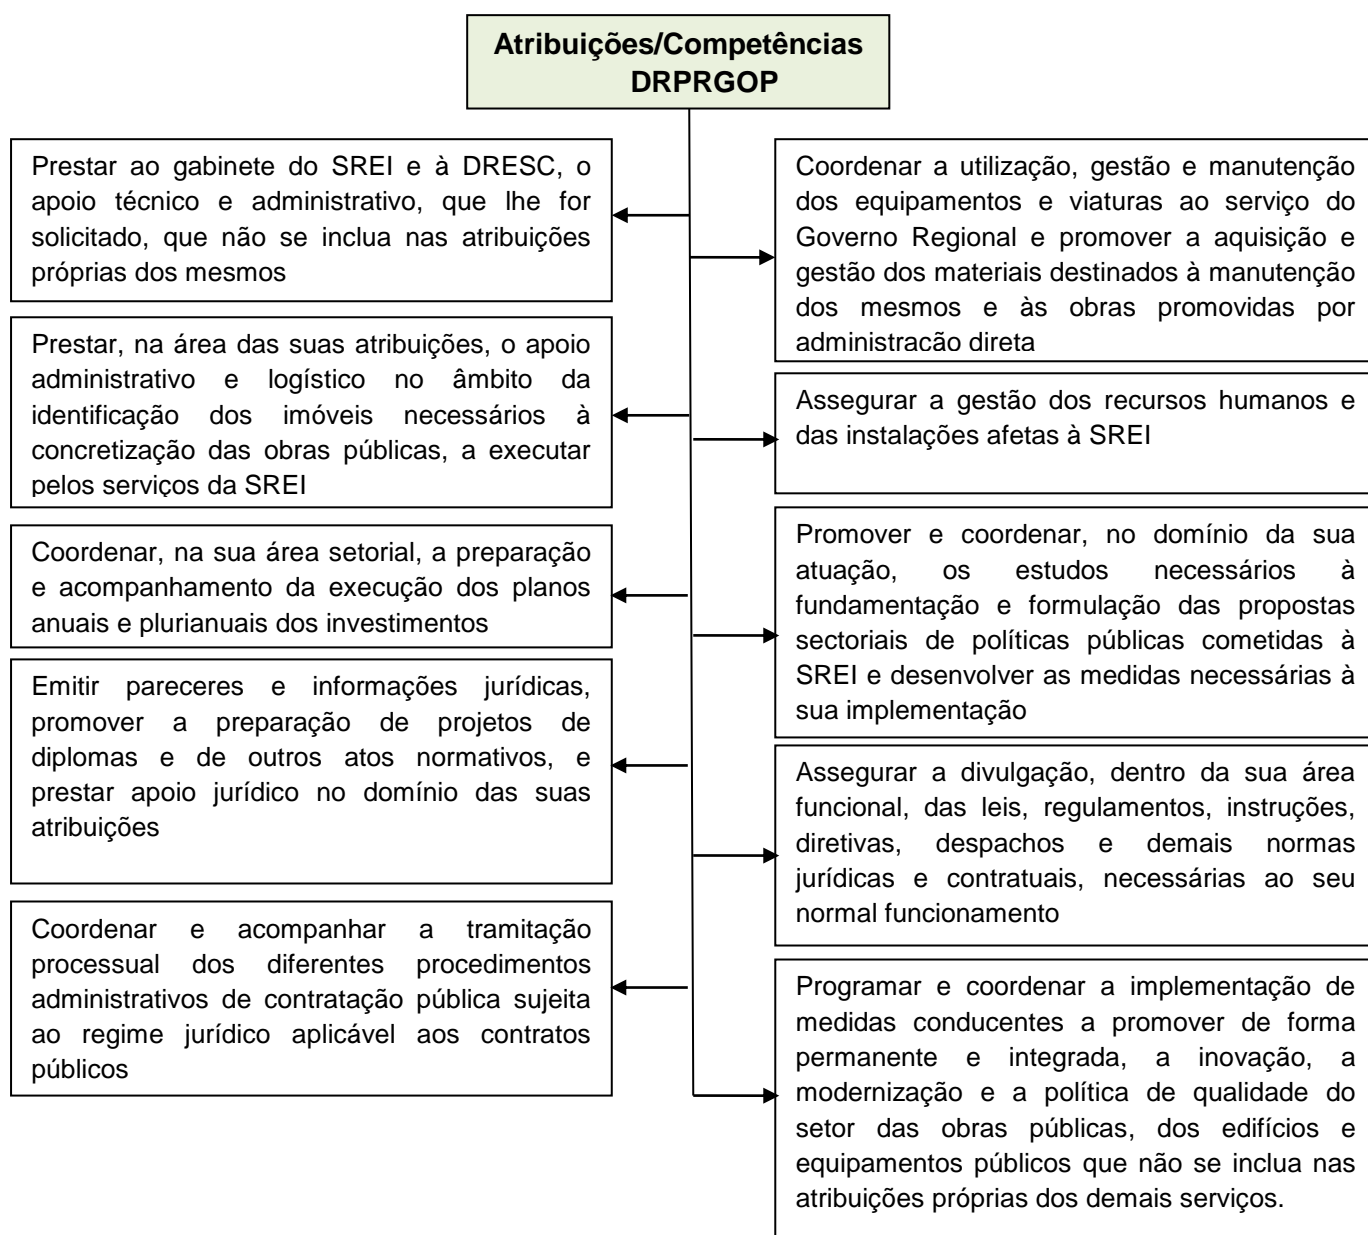 Atribuições/Competências
DRPRGOP
Prestar ao gabinete do SREI e à DRESC, o
apoio técnico e administrativo, que lhe for
solicitado, que não se inclua nas atribuições
próprias dos mesmos
Prestar, na área das suas atribuições, o apoio
administrativo e logístico no âmbito da
identificação dos imóveis necessários à
concretização das obras públicas, a executar
pelos serviços da SREI
Coordenar, na sua área setorial, a preparação
e acompanhamento da execução dos planos
anuais e plurianuais dos investimentos
Emitir pareceres e informações jurídicas,
promover a preparação de projetos de
diplomas e de outros atos normativos, e
prestar apoio jurídico no domínio das suas
atribuições
Coordenar e acompanhar a tramitação
processual dos diferentes procedimentos
administrativos de contratação pública sujeita
ao regime jurídico aplicável aos contratos
públicos
Coordenar a utilização, gestão e manutenção
dos equipamentos e viaturas ao serviço do
Governo Regional e promover a aquisição e
gestão dos materiais destinados à manutenção
dos mesmos e às obras promovidas por
administração direta
Assegurar a gestão dos recursos humanos e
das instalações afetas à SREI
Promover e coordenar, no domínio da sua
atuação, os estudos necessários à
fundamentação e formulação das propostas
sectoriais de políticas públicas cometidas à
SREI e desenvolver as medidas necessárias à
sua implementação
Assegurar a divulgação, dentro da sua área
funcional, das leis, regulamentos, instruções,
diretivas, despachos e demais normas
jurídicas e contratuais, necessárias ao seu
normal funcionamento
Programar e coordenar a implementação de
medidas conducentes a promover de forma
permanente e integrada, a inovação, a
modernização e a política de qualidade do
setor das obras públicas, dos edifícios e
equipamentos públicos que não se inclua nas
atribuições próprias dos demais serviços.